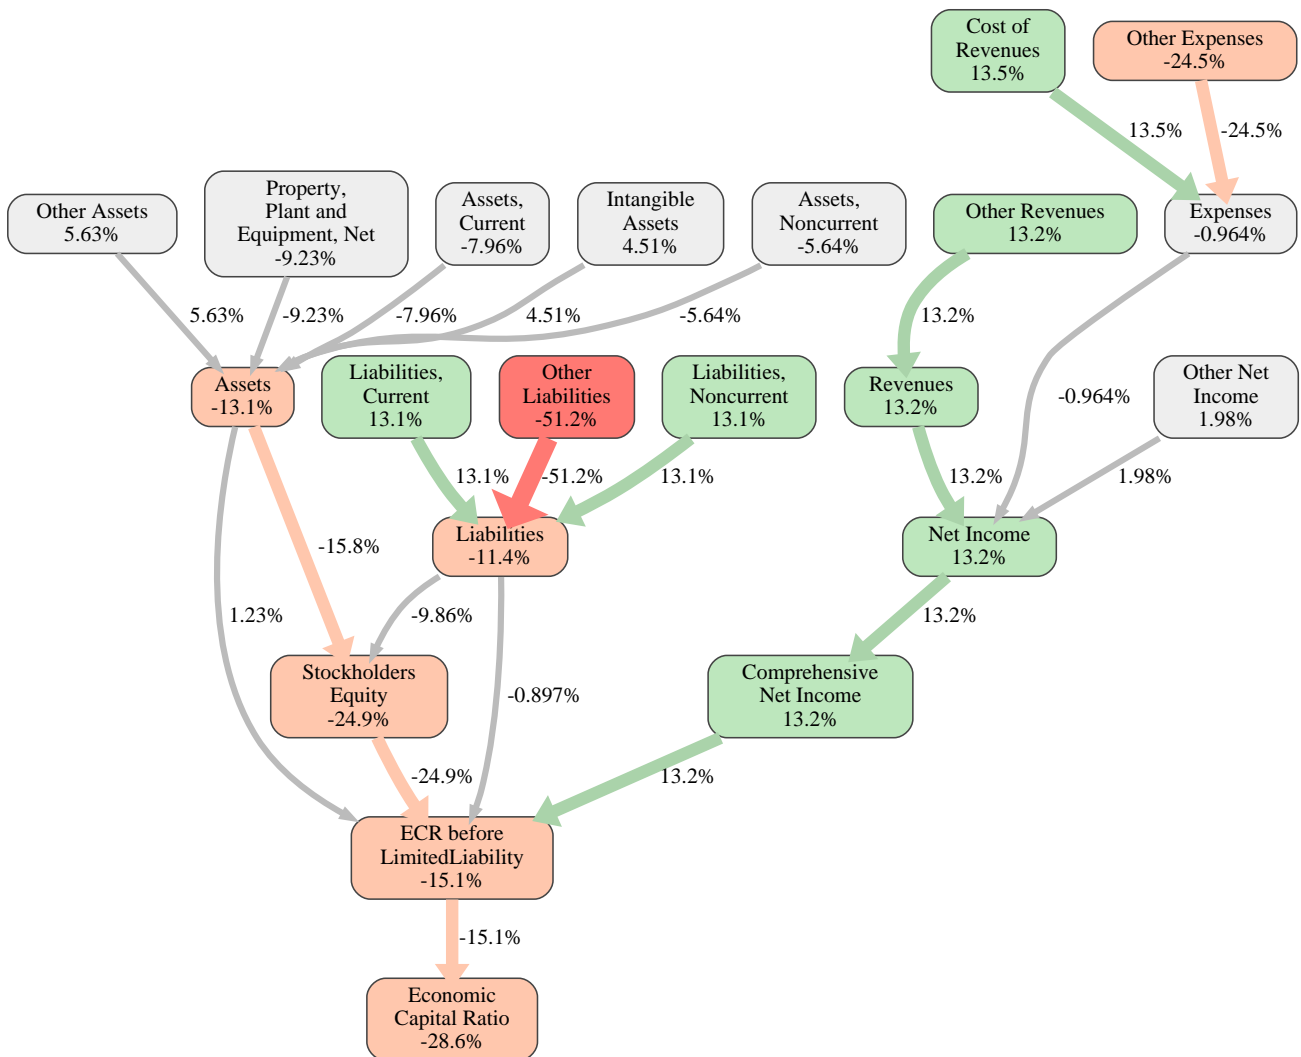 Cost of
Revenues
13.5%
Other Expenses
-24.5%
13.5%
-24.5%
Other Assets
5.63%
Property,
Plant and
Equipment, Net
-9.23%
Assets,
Current
-7.96%
Intangible
Assets
4.51%
Assets,
Noncurrent
-5.64%
Other Revenues
13.2%
Expenses
-0.964%
5.63%
-9.23%
-7.96%
4.51%
-5.64%
13.2%
Assets
-13.1%
Liabilities,
Current
13.1%
Other
Liabilities
-51.2%
Liabilities,
Noncurrent
13.1%
Revenues
13.2%
-0.964%
Other Net
Income
1.98%
13.1%
-51.2%
13.1%
13.2%
1.98%
-15.8%
Liabilities
-11.4%
Net Income
13.2%
1.23%
-9.86%
-0.897%
13.2%
Stockholders
Equity
-24.9%
Comprehensive
Net Income
13.2%
-24.9%
13.2%
ECR before
LimitedLiability
-15.1%
-15.1%
Economic
Capital Ratio
-28.6%